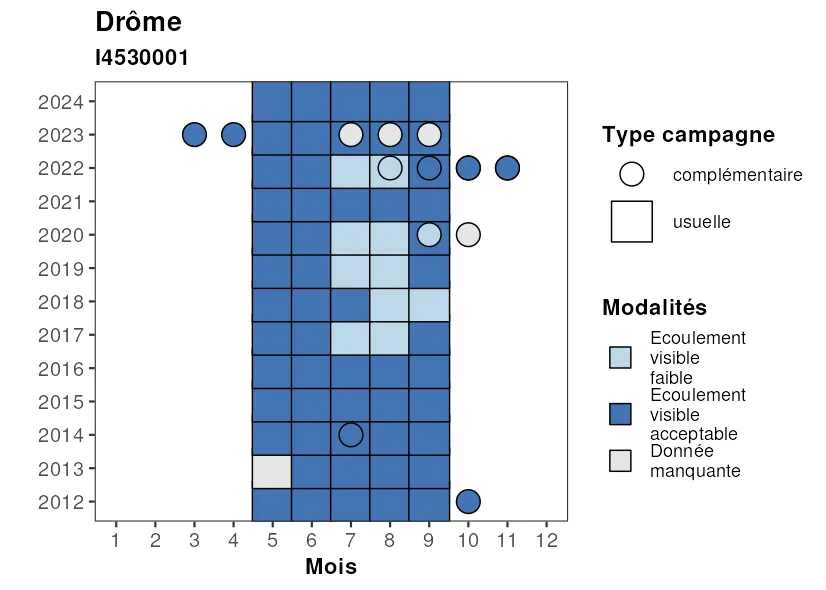 Drôme
I4530001
2024
2023
2022
2021
2020
2019
2018
2017
2016
2015
2014
2013
2012
1 2 3 4 5 6 7 8 9 10 11 12
Mois
Type campagne
complémentaire
usuelle
Modalités
Ecoulement
visible
faible
Ecoulement
visible
acceptable
Donnée
manquante